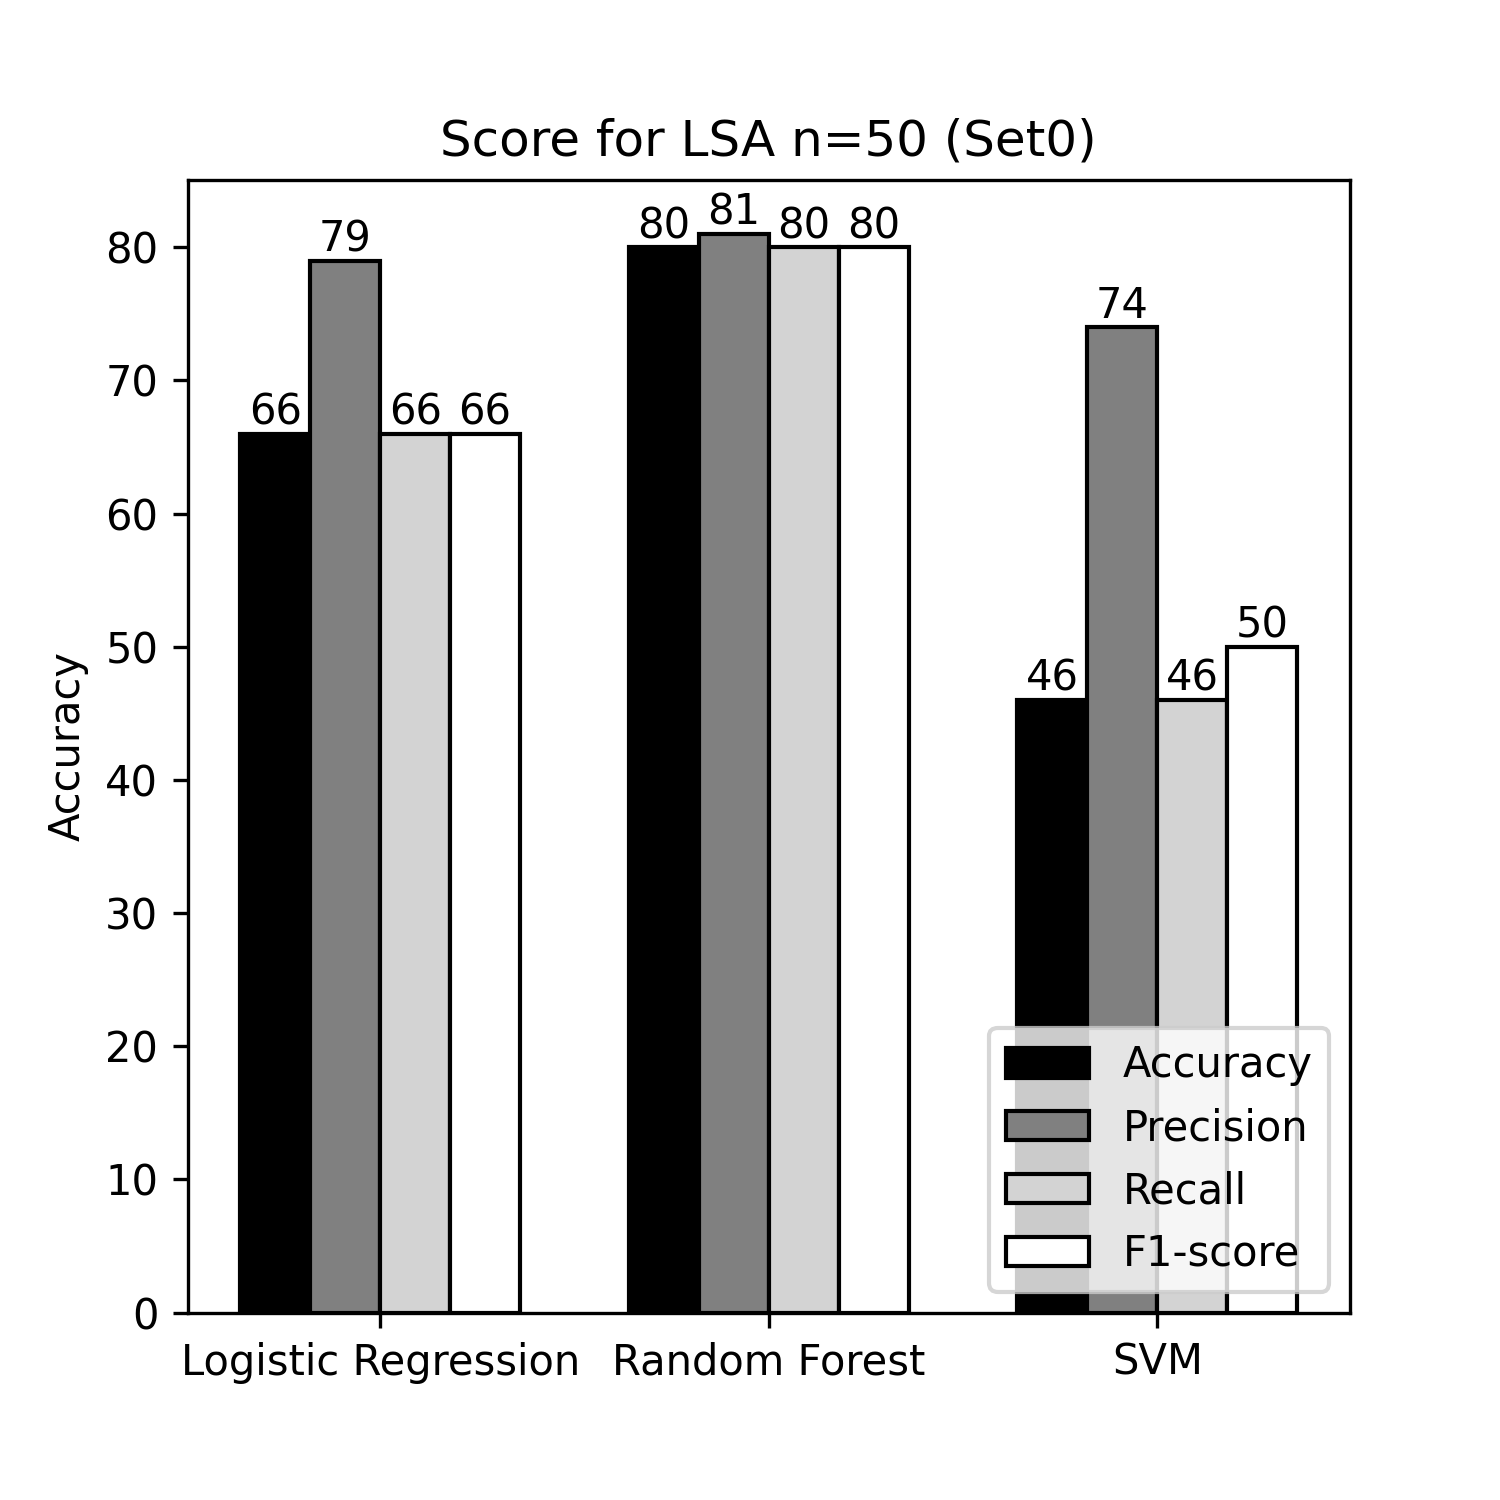 Score for LSA n=50 (Set0)
80
70
60
50
40
30
20
10
0
Accuracy
66 79 66 66
80 81 80 80
46 74 46 50
Accuracy
Precision
Recall
F1-score
Logistic Regression Random Forest SVM